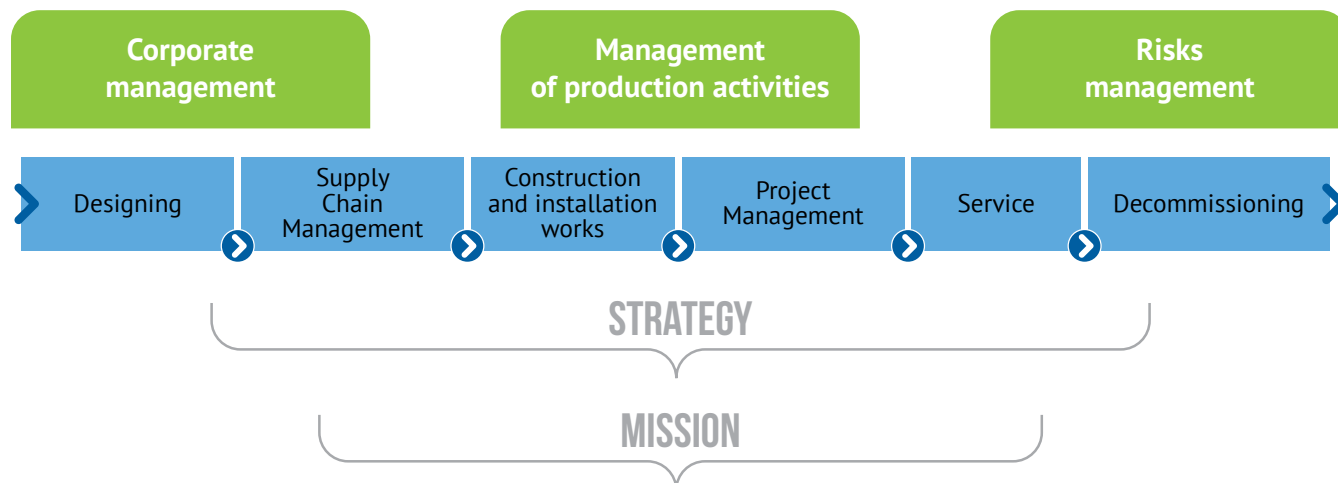 Corporate
management
Management
of production activities
Risks
management
Designing
Supply
Chain
Management
Construction
and installation
works
Project
Management
Service
Decommissioning
STRATEGY
MISSION